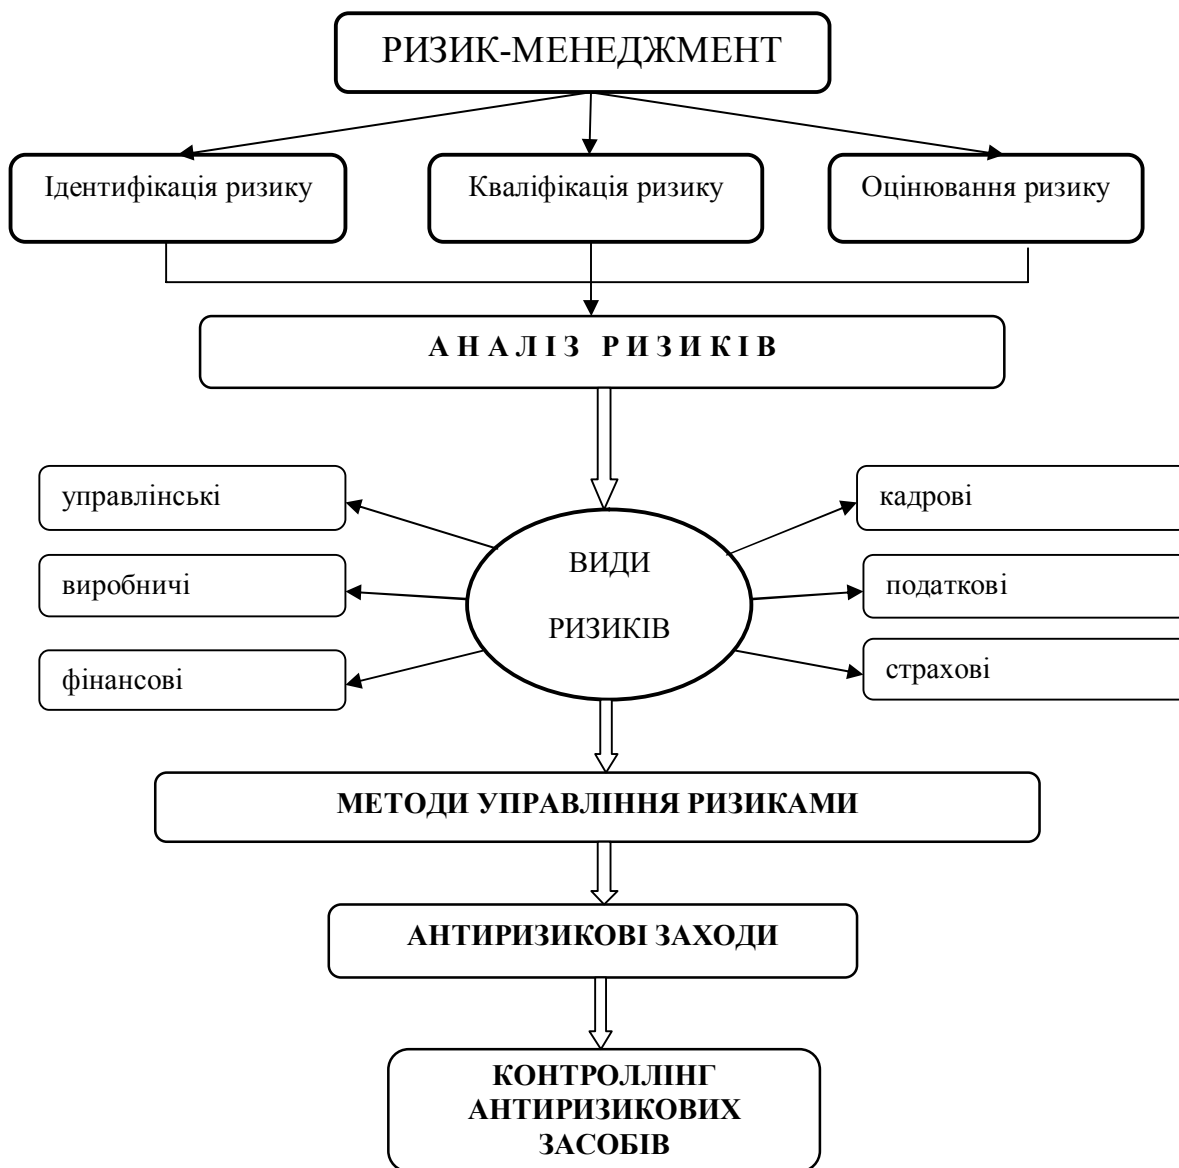 РИЗИК-МЕНЕДЖМЕНТ
Ідентифікація ризику
Кваліфікація ризику
Оцінювання ризику
А Н А Л І З Р И З И К І В
управлінські
кадрові
ВИДИ
РИЗИКІВ
виробничі
податкові
фінансові
страхові
МЕТОДИ УПРАВЛІННЯ РИЗИКАМИ
АНТИРИЗИКОВІ ЗАХОДИ
КОНТРОЛЛІНГ
АНТИРИЗИКОВИХ
ЗАСОБІВ